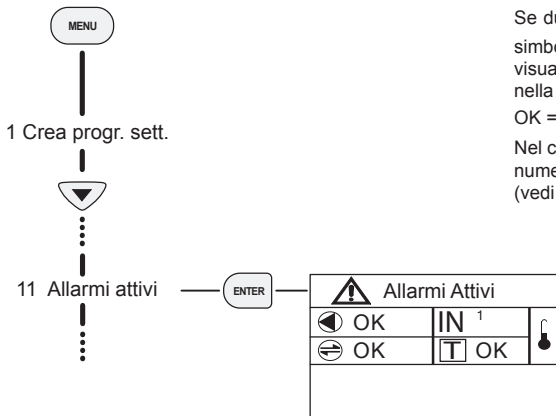 MENU
Se du
simbo
visua
nella
OK =
Nel c
nume
(vedi
1 Crea progr. sett.
11 Allarmi attivi
ENTER
Allarmi Attivi
OK
IN 1
OK
T OK